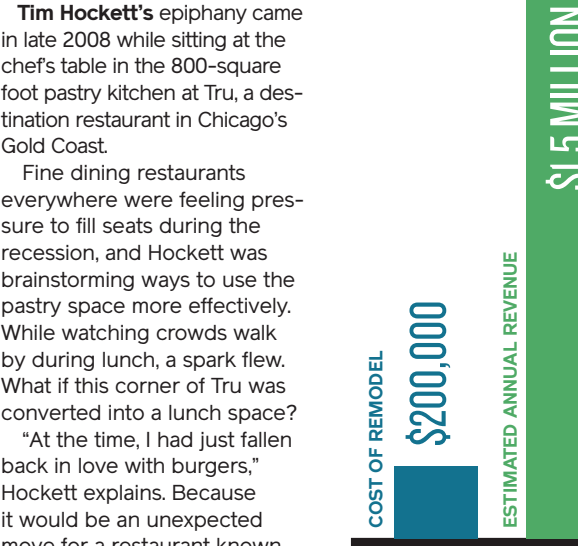 Tim Hockett's epiphany came
in late 2008 while sitting at the
chef's table in the 800-square
foot pastry kitchen at Tru, a des-
tination restaurant in Chicago's
Gold Coast.
Fine dining restaurants
everywhere were feeling pres-
sure to fill seats during the
recession, and Hockett was
brainstorming ways to use the
pastry space more effectively.
While watching crowds walk
by during lunch, a spark flew.
What if this corner of Tru was
converted into a lunch space?
"At the time, I had just fallen
back in love with burgers,"
Hockett explains. Because
it would be an unexpected
move for a restaurant known
COST OF REMODEL
$200,000
ESTIMATED ANNUAL REVENUE
$1.5 MILLION